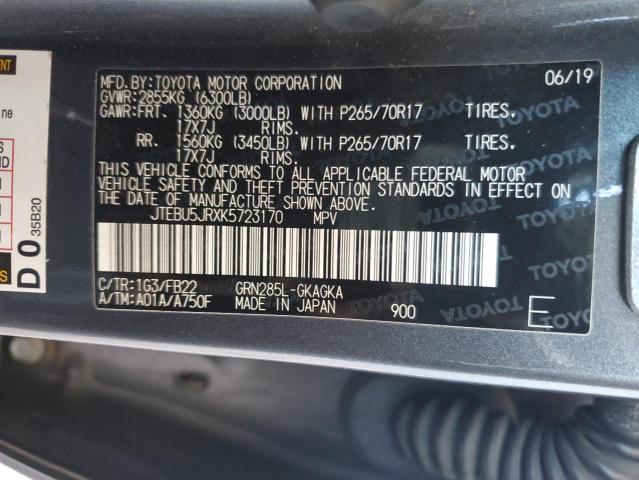 MFD.BY:TOYOTA MOTOR CORPORATION 06/19
GVWR:2855KG (6300LB)
GAWR:FRT. 1360KG (3000LB) WITH P265/70R17 TIRES.
17X7J RIMS.
RR. 1560KG (3450LB) WITH P265/70R17 TIRES.
17X7J RIMS.
THIS VEHICLE CONFORMS TO ALL APPLICABLE FEDERAL MOTOR
VEHICLE SAFETY AND THEFT PREVENTION STANDARDS IN EFFECT ON
THE DATE OF MANUFACTURE SHOWN ABOVE.
JTEBU5JRXK5723170 MPV
C/TR:1G3/FB22 GRN285L-GKAGKA
A/TM:A01A/A750F MADE IN JAPAN 900 E
D0 35B20
TOYOTA